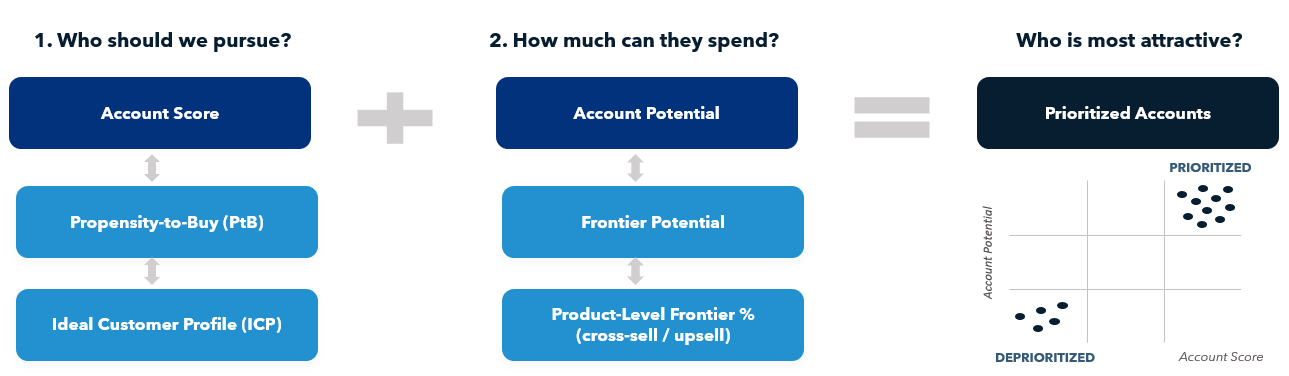 1. Who should we pursue?
Account Score
Propensity-to-Buy (PtB)
Ideal Customer Profile (ICP)
2. How much can they spend?
Account Potential
Frontier Potential
Product-Level Frontier %
(cross-sell / upsell)
Who is most attractive?
Prioritized Accounts
PRIORITIZED
Account Potential
DEPRIORITIZED
Account Score